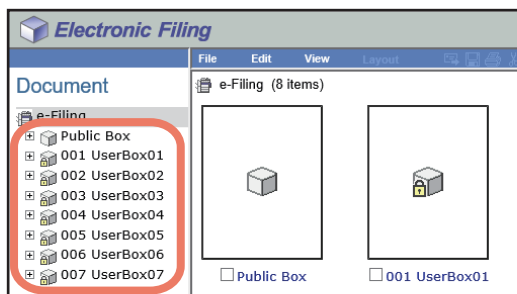 Electronic Filing
File Edit View Layout
Document
e-Filing (8 items)
e-Filing
Public Box
001 UserBox01
002 UserBox02
003 UserBox03
004 UserBox04
005 UserBox05
006 UserBox06
007 UserBox07
Public Box
001 UserBox01